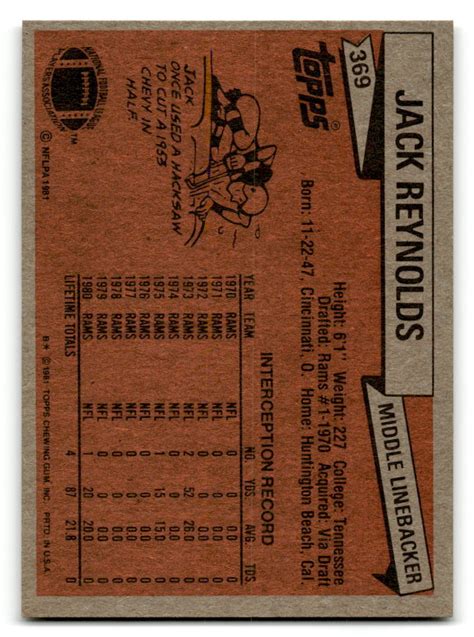 369
topps®
JACK REYNOLDS
MIDDLE LINEBACKER
Height: 6'1" Weight: 227 College: Tennessee
Drafted: Rams #1-1970 Acquired: Via Draft
Born: 11-22-47, Cincinnati, O. Home: Huntington Beach, Cal.
JACK
ONCE USED A HACKSAW
TO CUT A 1953
CHEVY IN
HALF.
INTERCEPTION RECORD
YEAR TEAM NO. YDS. AVG. TDS.
1970 RAMS NFL 0 0 0.0 0
1971 RAMS NFL 0 0 0.0 0
1972 RAMS NFL 0 0 0.0 0
1973 RAMS NFL 2 52 26.0 0
1974 RAMS NFL 0 0 0.0 0
1975 RAMS NFL 1 15 15.0 0
1976 RAMS NFL 0 0 0.0 0
1977 RAMS NFL 0 0 0.0 0
1978 RAMS NFL 0 0 0.0 0
1979 RAMS NFL 0 0 0.0 0
1980 RAMS NFL 1 20 20.0 0
LIFETIME TOTALS 4 87 21.8 0
NATIONAL FOOTBALL LEAGUE
PLAYERS ASSOCIATION
TM
© NFLPA 1981
B* © 1981 TOPPS CHEWING GUM, INC. PRTD. IN U.S.A.